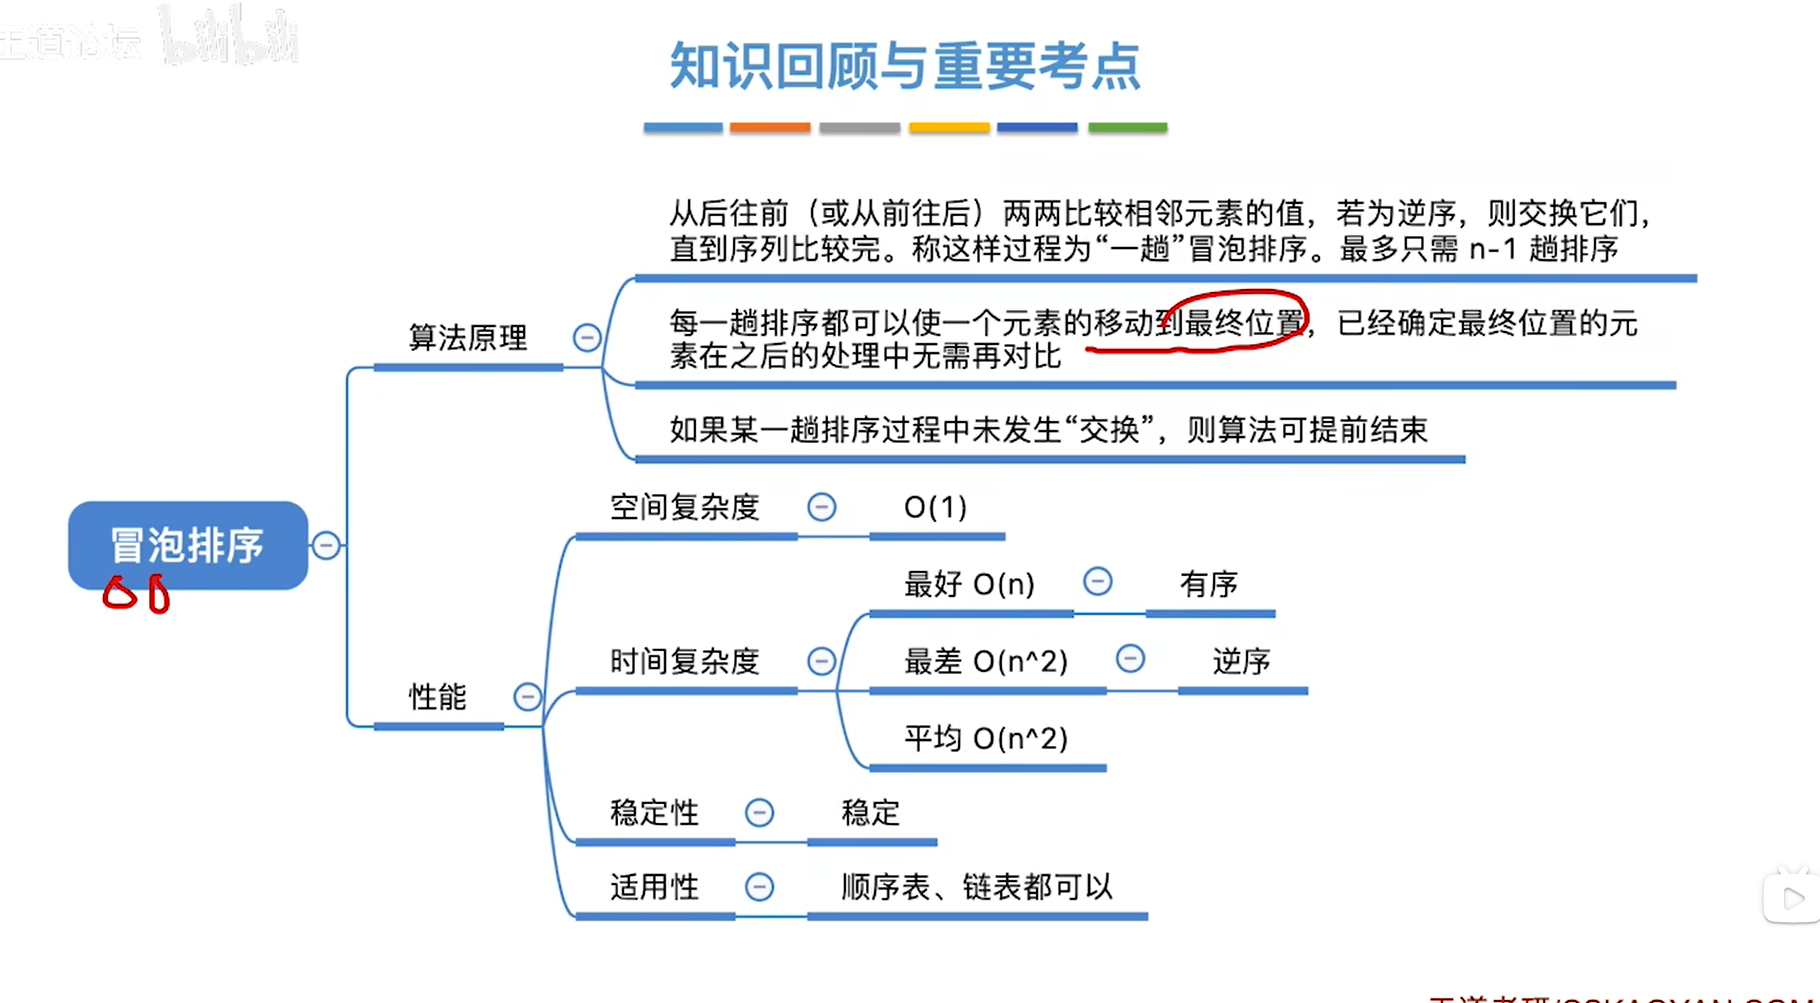 王道论坛 bilibili
知识回顾与重要考点
从后往前（或从前往后）两两比较相邻元素的值，若为逆序，则交换它们，
直到序列比较完。称这样过程为“一趟”冒泡排序。最多只需 n-1 趟排序
算法原理
每一趟排序都可以使一个元素的移动到最终位置，已经确定最终位置的元
素在之后的处理中无需再对比
如果某一趟排序过程中未发生“交换”，则算法可提前结束
冒泡排序
空间复杂度
O(1)
最好 O(n)
有序
时间复杂度
最差 O(n^2)
逆序
性能
平均 O(n^2)
稳定性
稳定
适用性
顺序表、链表都可以